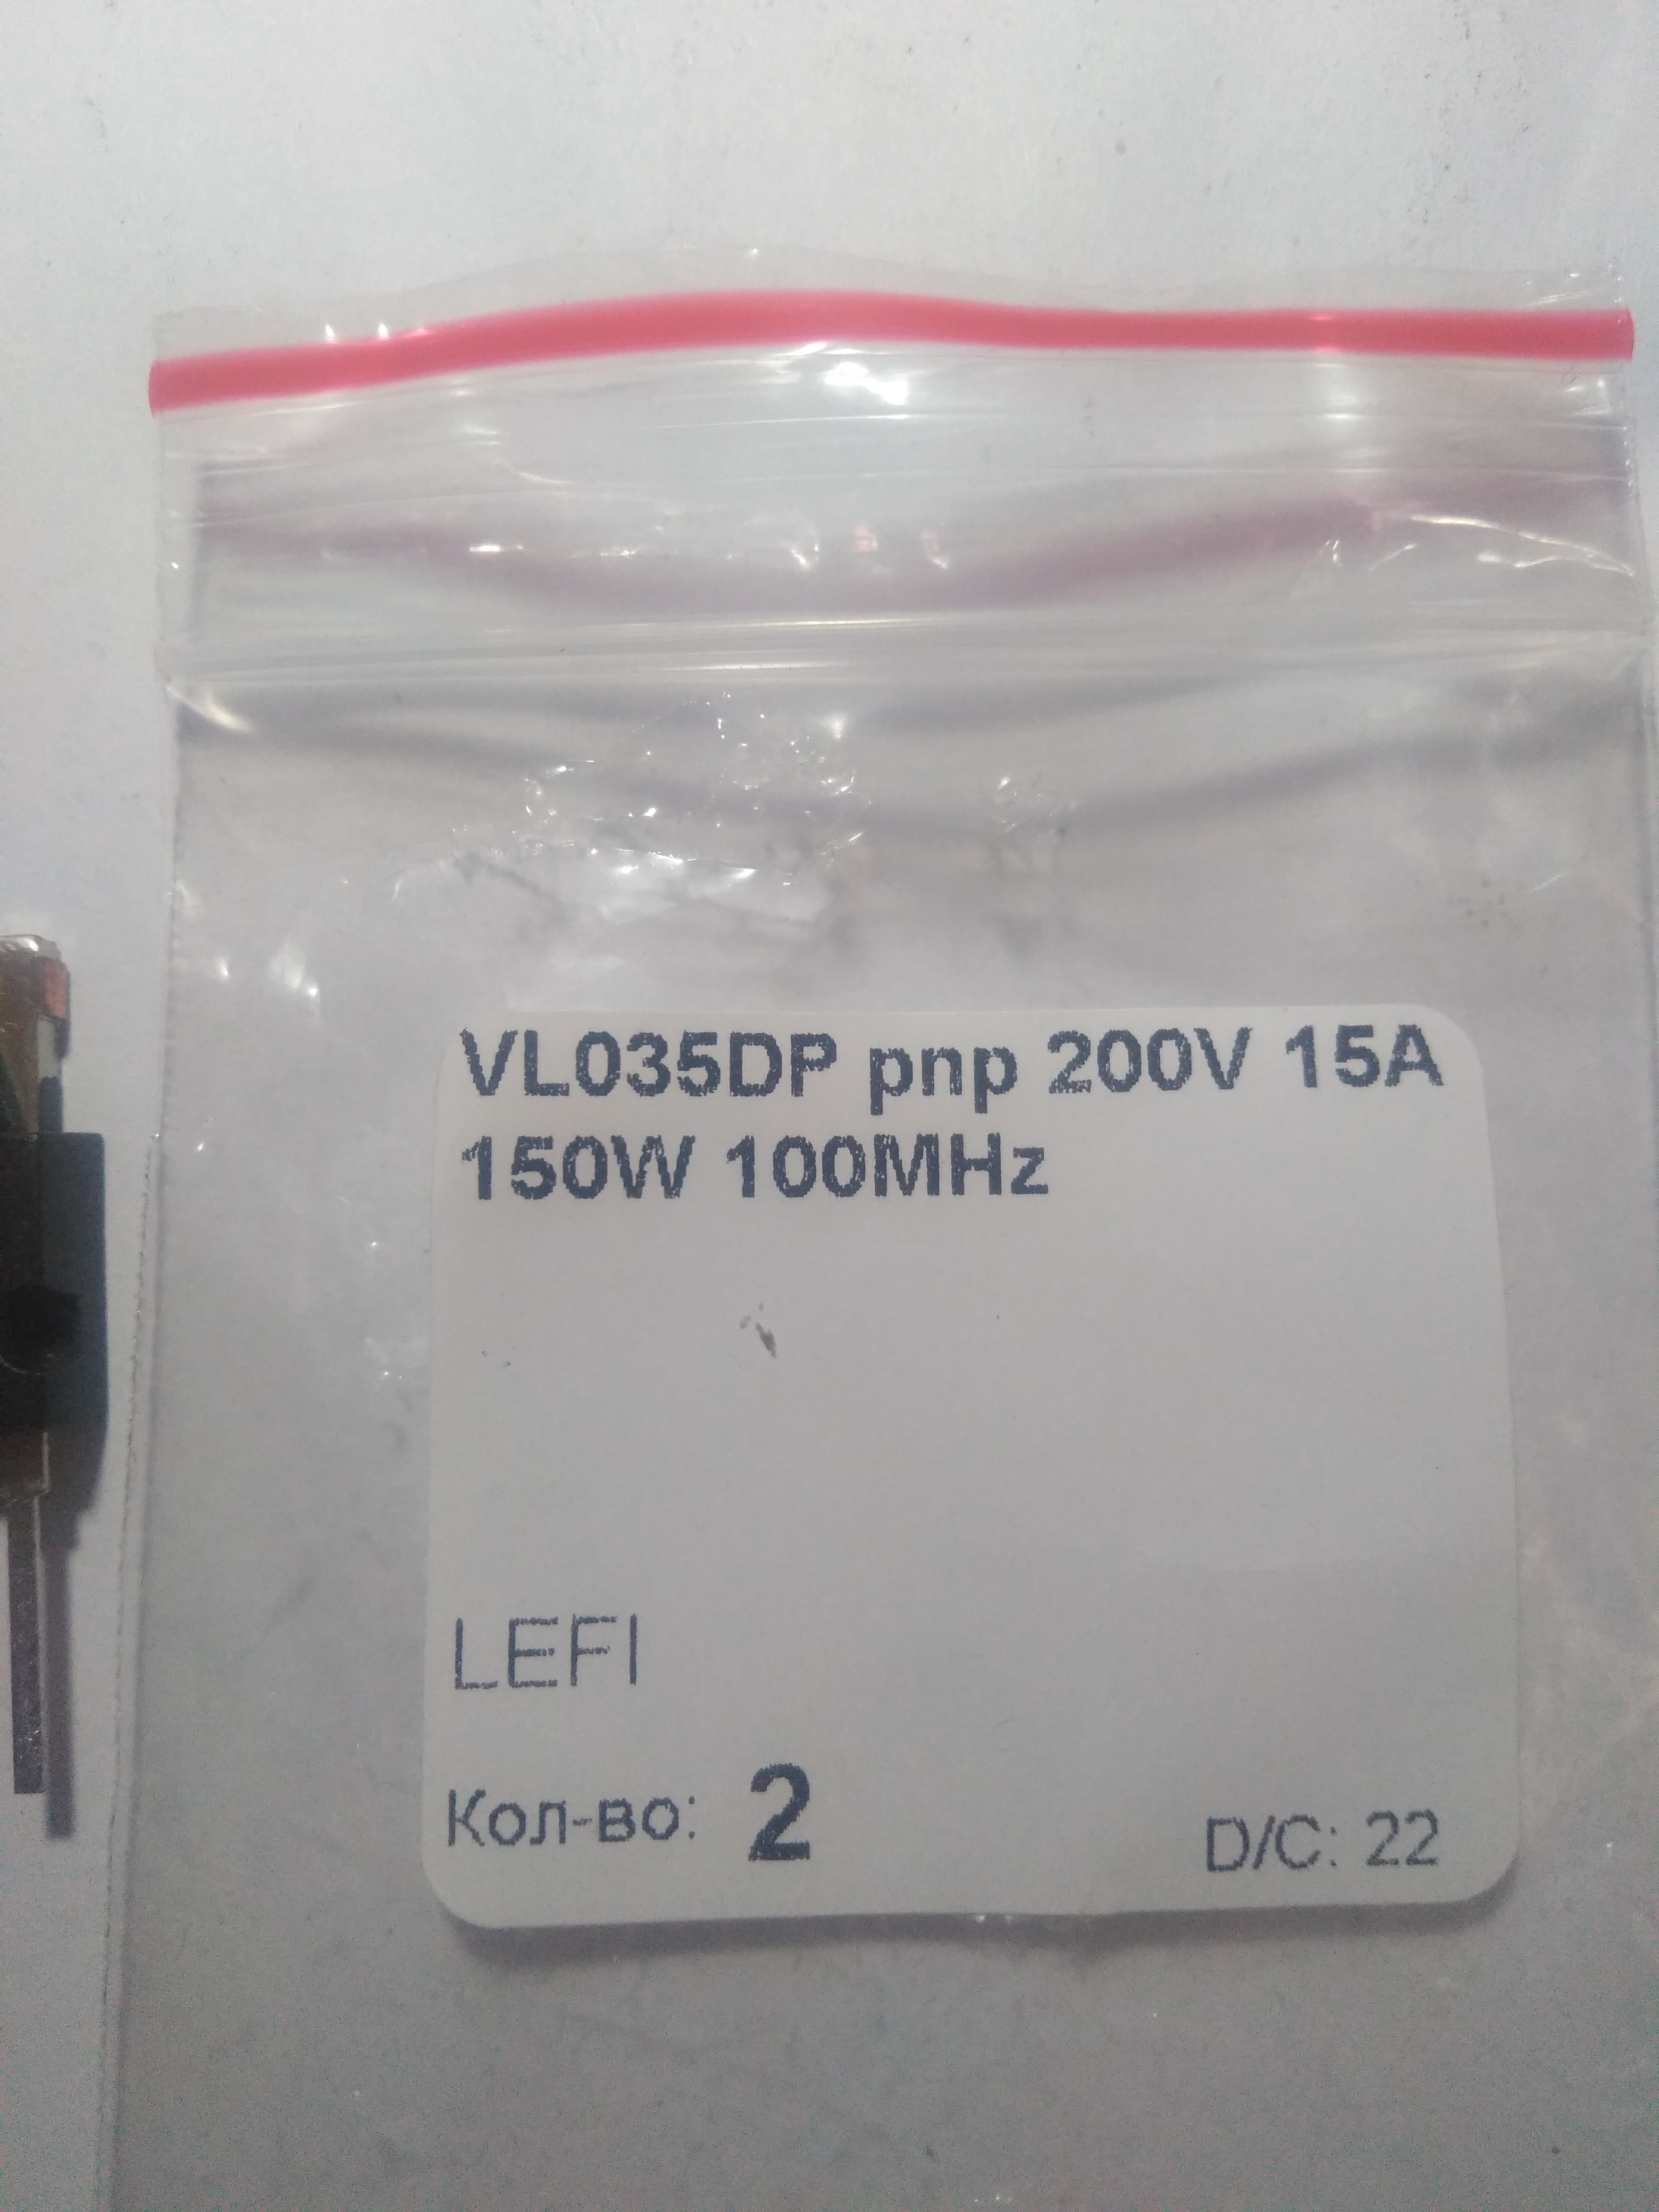 VL035DP pnp 200V 15A
150W 100MHz
LEFI
Кол-во: 2
D/C: 22